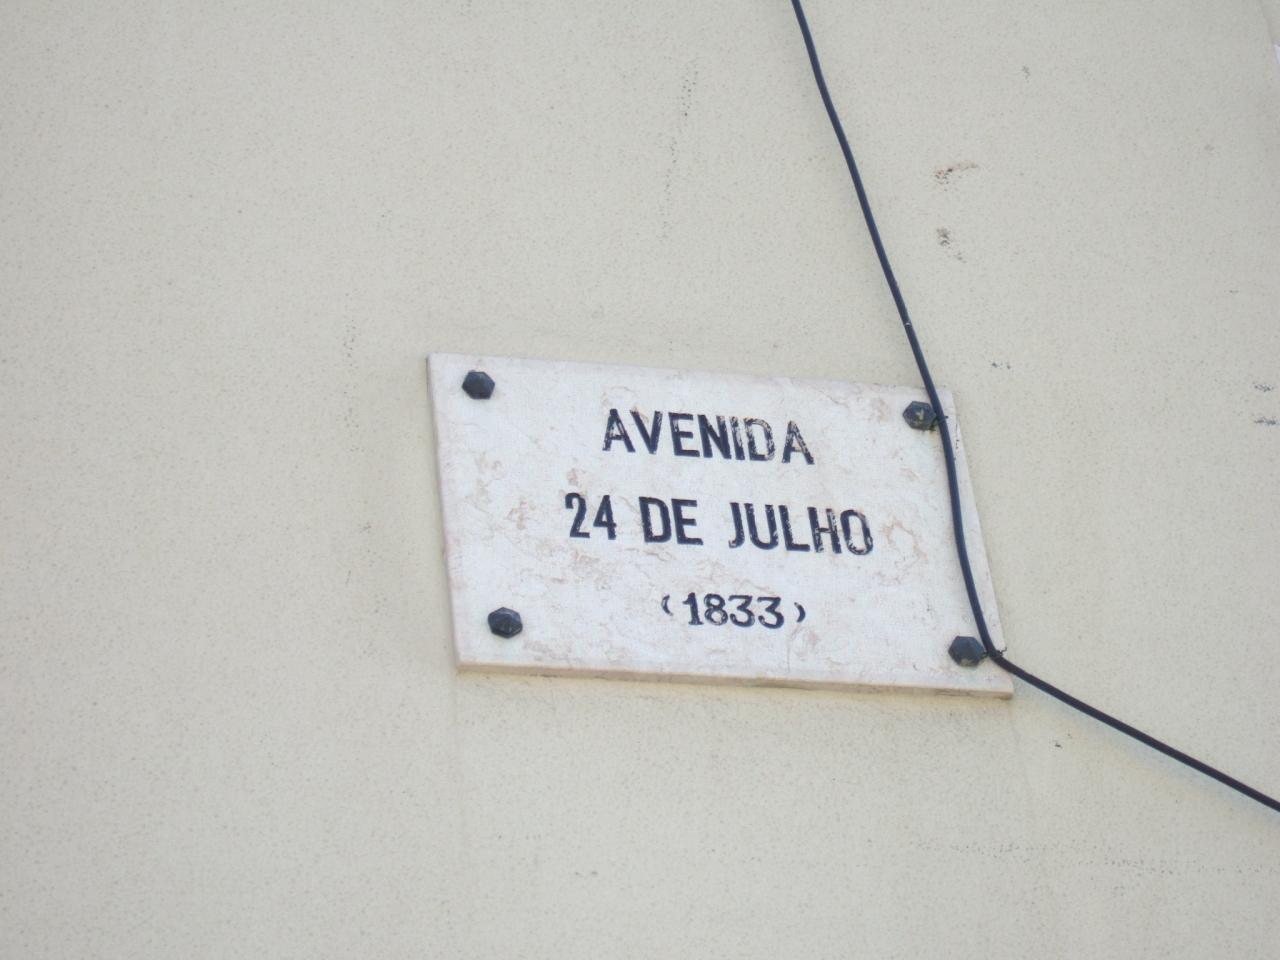 AVENIDA
24 DE JULHO
(1833)